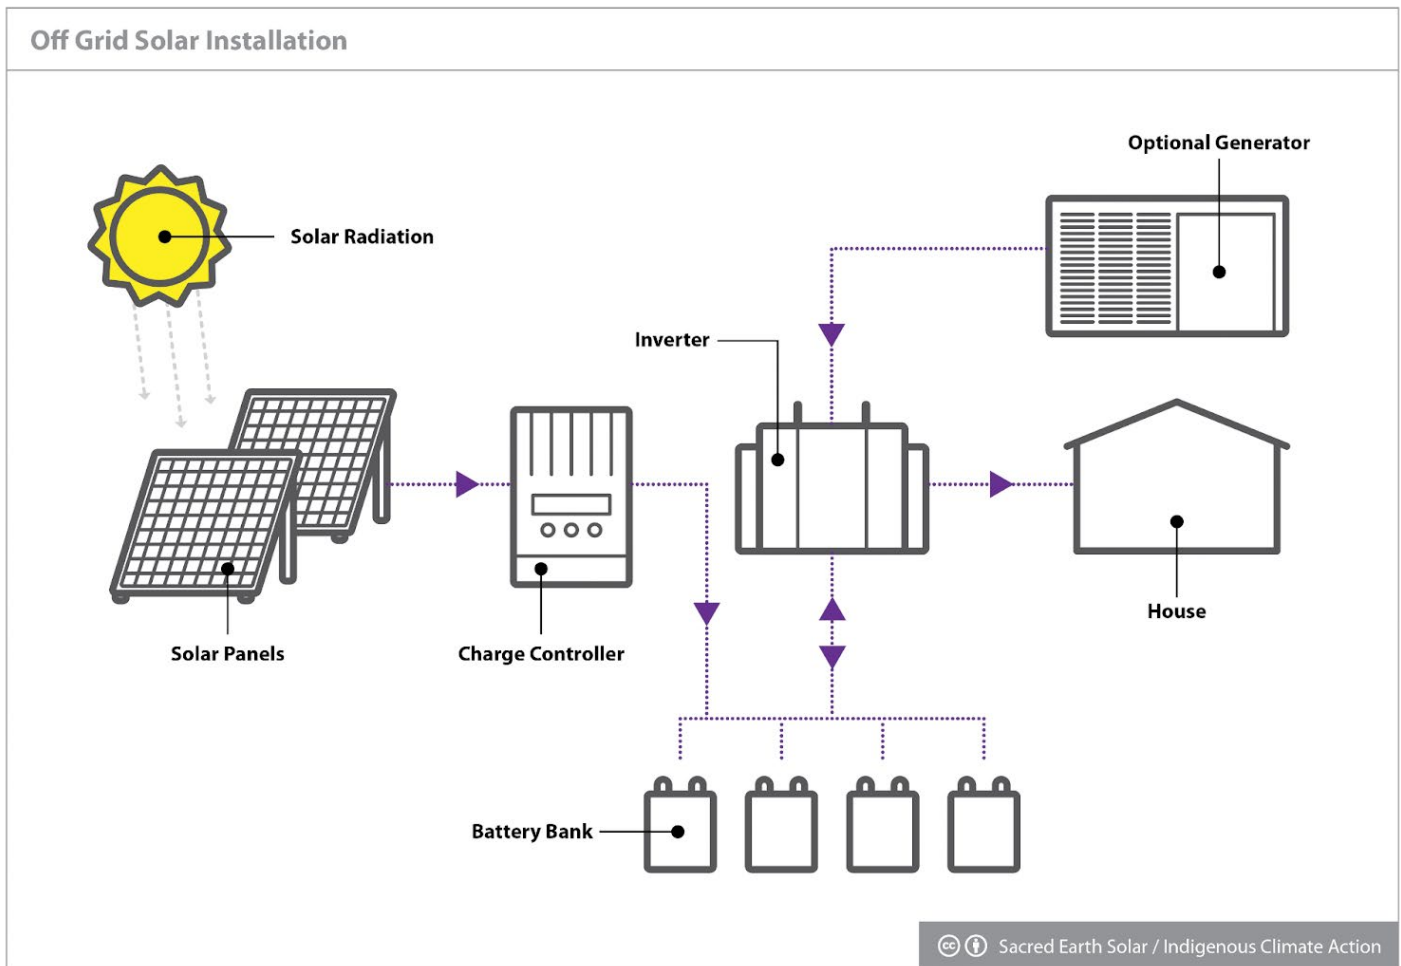 Off Grid Solar Installation
Optional Generator
Solar Radiation
Inverter
House
Solar Panels
Charge Controller
Battery Bank
cc Sacred Earth Solar / Indigenous Climate Action